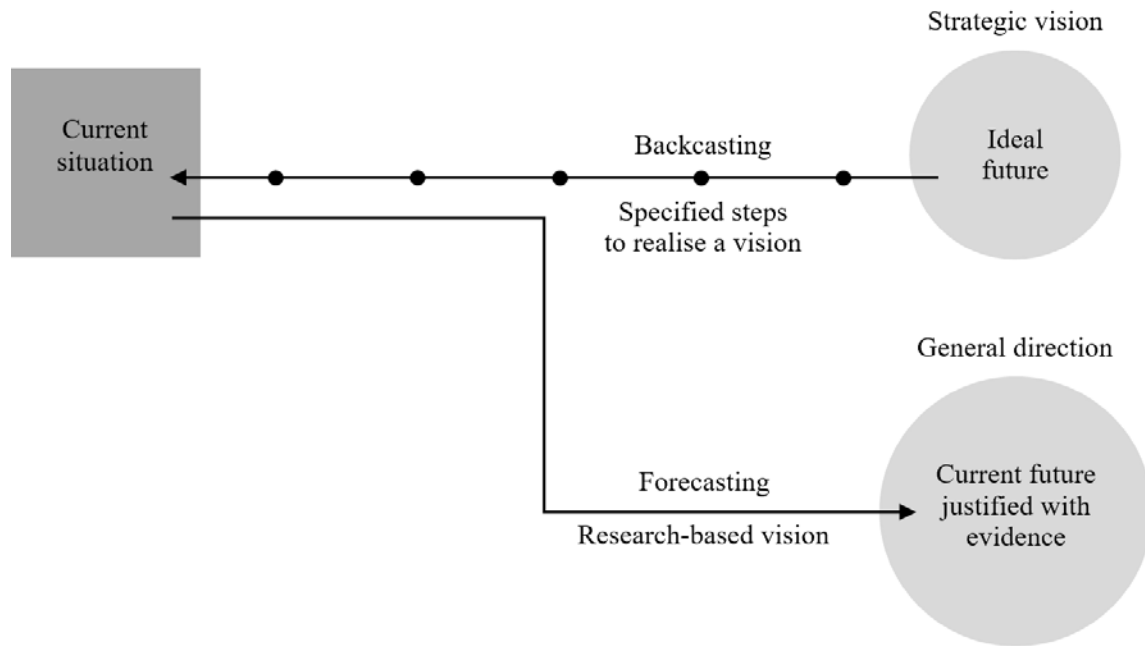 Strategic vision
Current
situation
Backcasting
Ideal
future
Specified steps
to realise a vision
General direction
Forecasting
Research-based vision
Current future
justified with
evidence